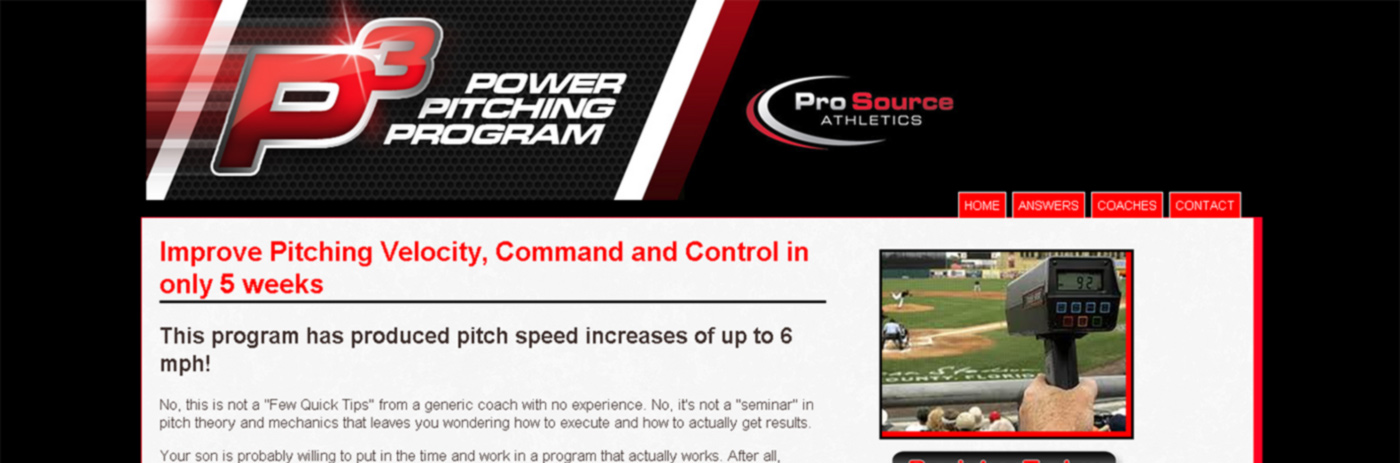 P3
POWER
PITCHING
PROGRAM
Pro Source
ATHLETICS
HOME
ANSWERS
COACHES
CONTACT
Improve Pitching Velocity, Command and Control in
only 5 weeks
This program has produced pitch speed increases of up to 6
mph!
No, this is not a "Few Quick Tips" from a generic coach with no experience. No, it's not a "seminar" in
pitch theory and mechanics that leaves you wondering how to execute and how to actually get results.
Your son is probably willing to put in the time and work in a program that actually works. After all,
92
COUNTY, FLORID